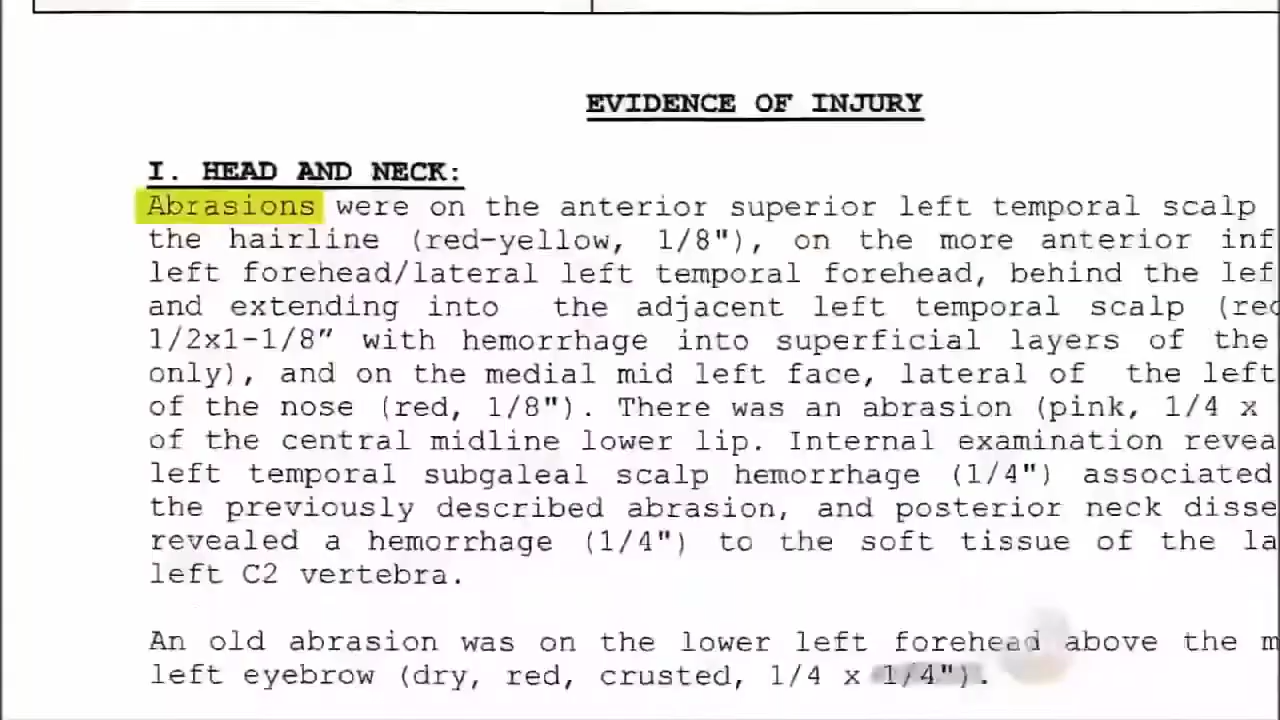 EVIDENCE OF INJURY
I. HEAD AND NECK:
Abrasions were on the anterior superior left temporal scalp
the hairline (red-yellow, 1/8"), on the more anterior inf
left forehead/lateral left temporal forehead, behind the lef
and extending into the adjacent left temporal scalp (red
1/2x1-1/8" with hemorrhage into superficial layers of the
only), and on the medial mid left face, lateral of the left
of the nose (red, 1/8"). There was an abrasion (pink, 1/4 x
of the central midline lower lip. Internal examination revea
left temporal subgaleal scalp hemorrhage (1/4") associated
the previously described abrasion, and posterior neck disse
revealed a hemorrhage (1/4") to the soft tissue of the la
left C2 vertebra.
An old abrasion was on the lower left forehead above the m
left eyebrow (dry, red, crusted, 1/4 x 1/4").